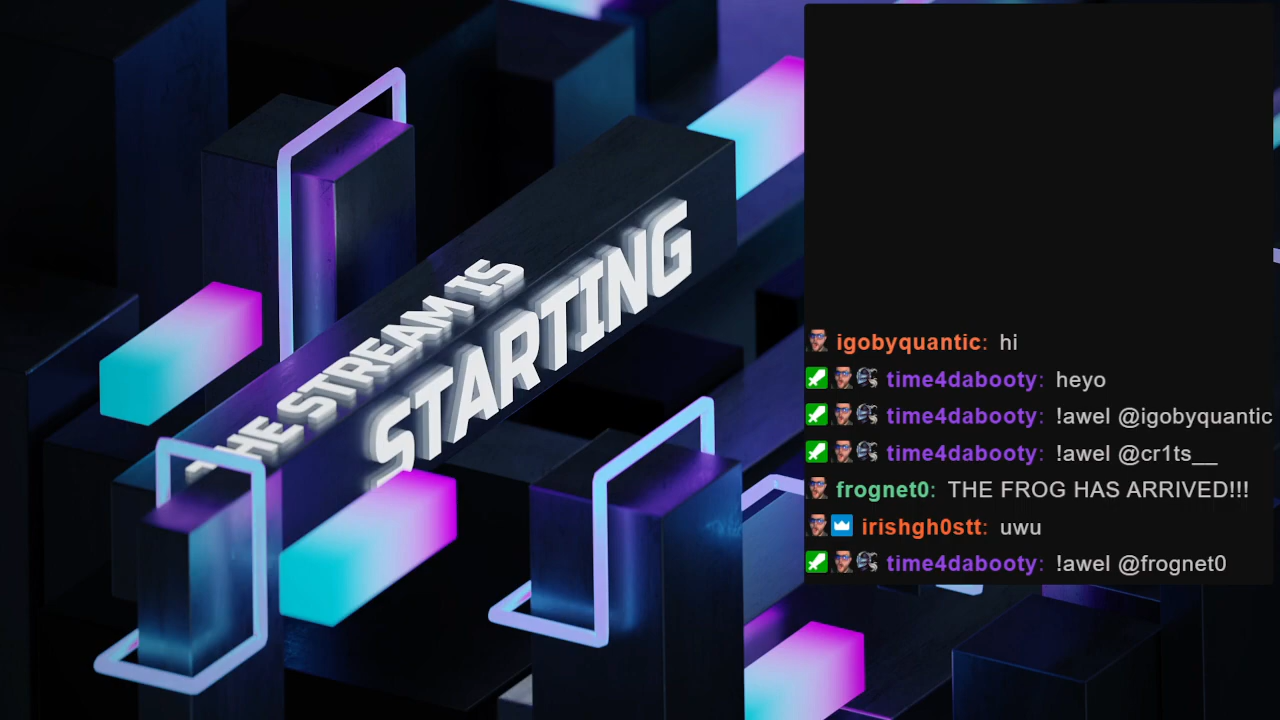 THE STREAM IS
STARTING
igobyquantic: hi
time4dabooty: heyo
time4dabooty: !awel @igobyquantic
time4dabooty: !awel @cr1ts__
frognet0: THE FROG HAS ARRIVED!!!
irishgh0stt: uwu
time4dabooty: !awel @frognet0